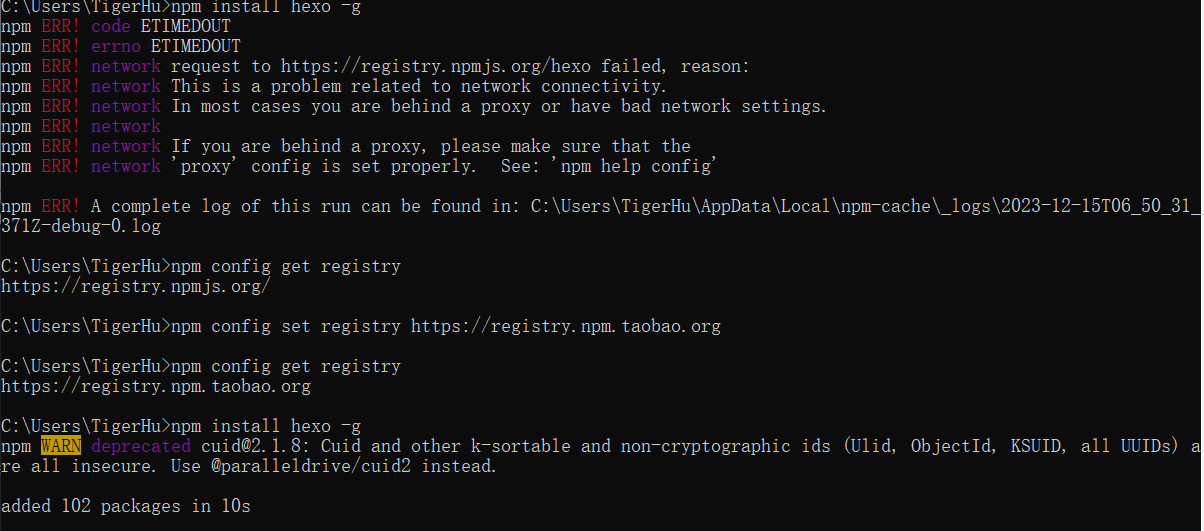 C:\Users\TigerHu>npm install hexo -g
npm ERR! code ETIMEDOUT
npm ERR! errno ETIMEDOUT
npm ERR! network request to https://registry.npmjs.org/hexo failed, reason:
npm ERR! network This is a problem related to network connectivity.
npm ERR! network In most cases you are behind a proxy or have bad network settings.
npm ERR! network
npm ERR! network If you are behind a proxy, please make sure that the
npm ERR! network 'proxy' config is set properly.  See: 'npm help config'
npm ERR! A complete log of this run can be found in: C:\Users\TigerHu\AppData\Local\npm-cache\_logs\2023-12-15T06_50_31_
371Z-debug-0.log
C:\Users\TigerHu>npm config get registry
https://registry.npmjs.org/
C:\Users\TigerHu>npm config set registry https://registry.npm.taobao.org
C:\Users\TigerHu>npm config get registry
https://registry.npm.taobao.org
C:\Users\TigerHu>npm install hexo -g
npm WARN deprecated cuid@2.1.8: Cuid and other k-sortable and non-cryptographic ids (Ulid, ObjectId, KSUID, all UUIDs) a
re all insecure. Use @paralleldrive/cuid2 instead.
added 102 packages in 10s